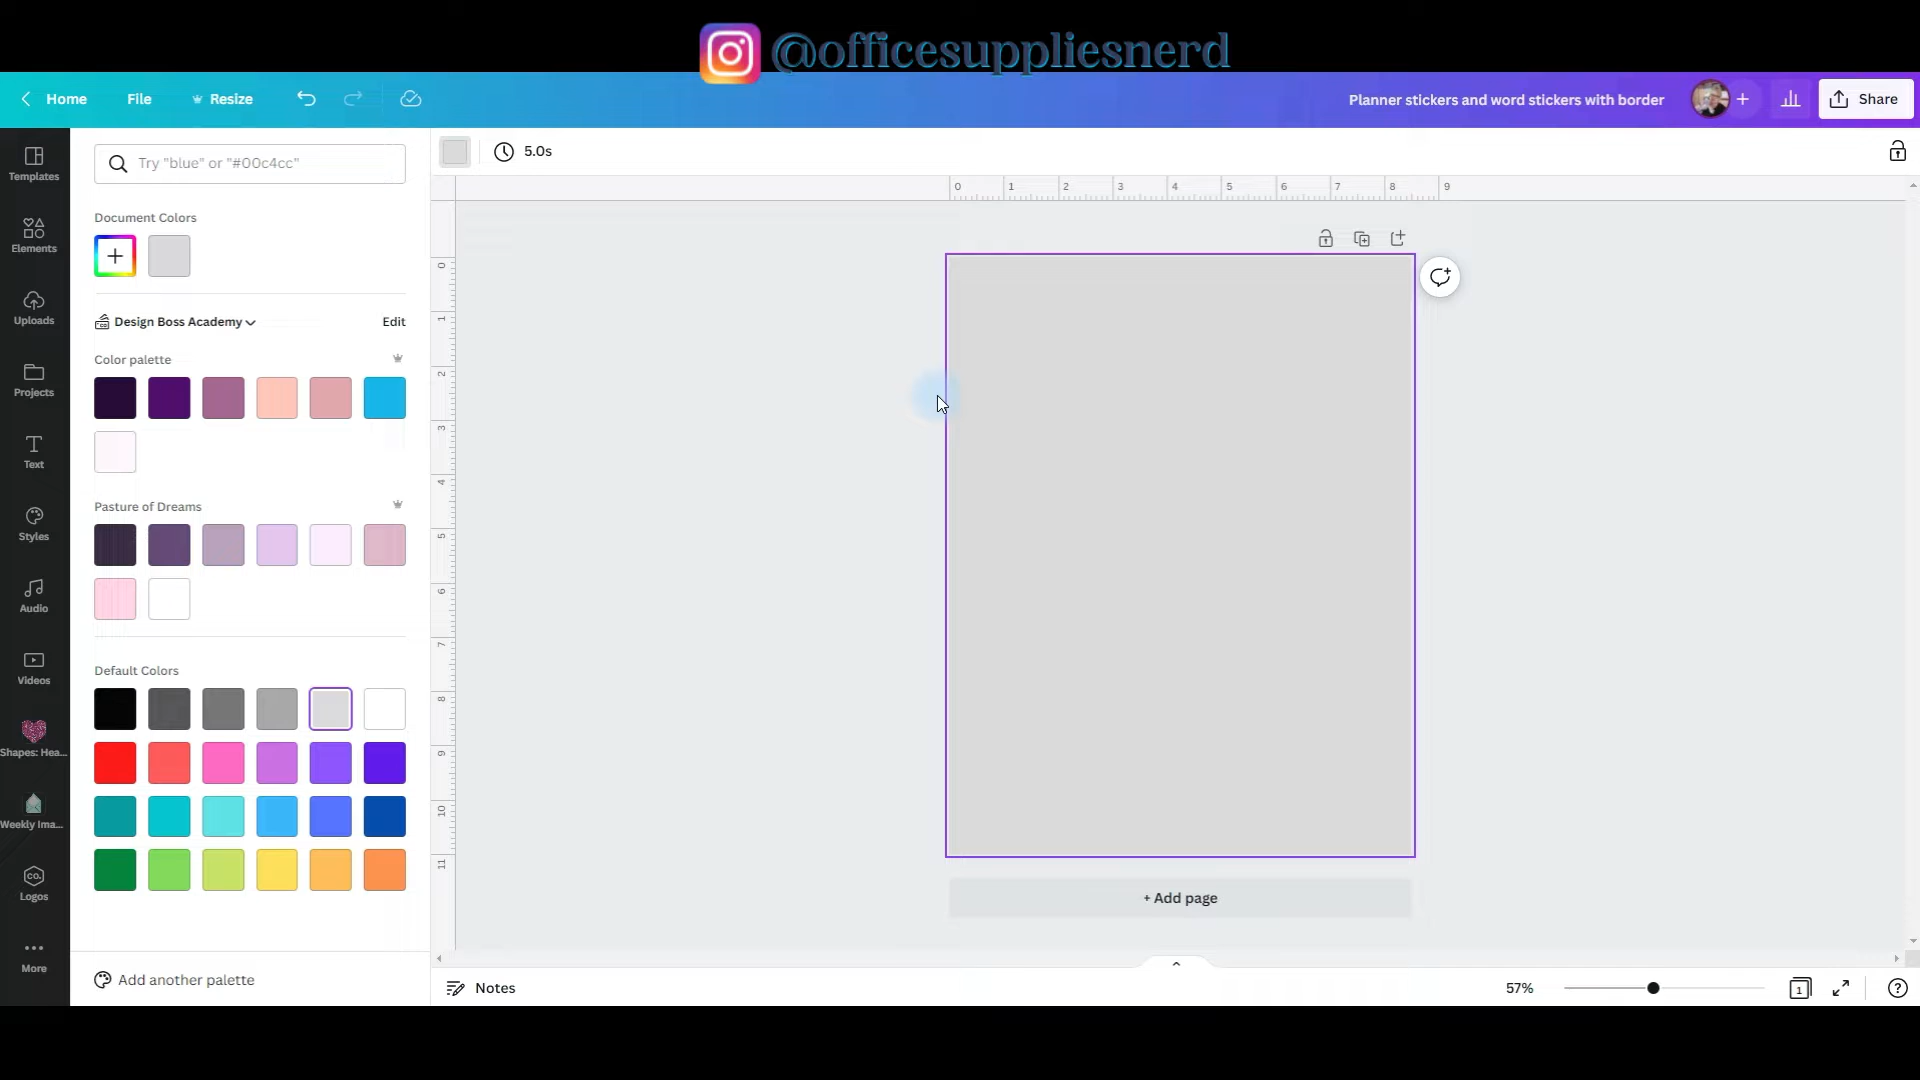 @officesuppliesnerd
Home File Resize Planner stickers and word stickers with border + Share
Templates
Elements
Uploads
Projects
Text
Styles
Audio
Videos
Shapes: Hea...
Weekly Ima...
CO.
Logos
More
Try "blue" or "#00c4cc"
Document Colors
+
Design Boss Academy Edit
Color palette
Pasture of Dreams
Default Colors
Add another palette
5.0s
0 1 2 3 4 5 6 7 8 9
0
1
2
3
4
5
6
7
8
9
10
11
+ Add page
Notes 57% 1 ?